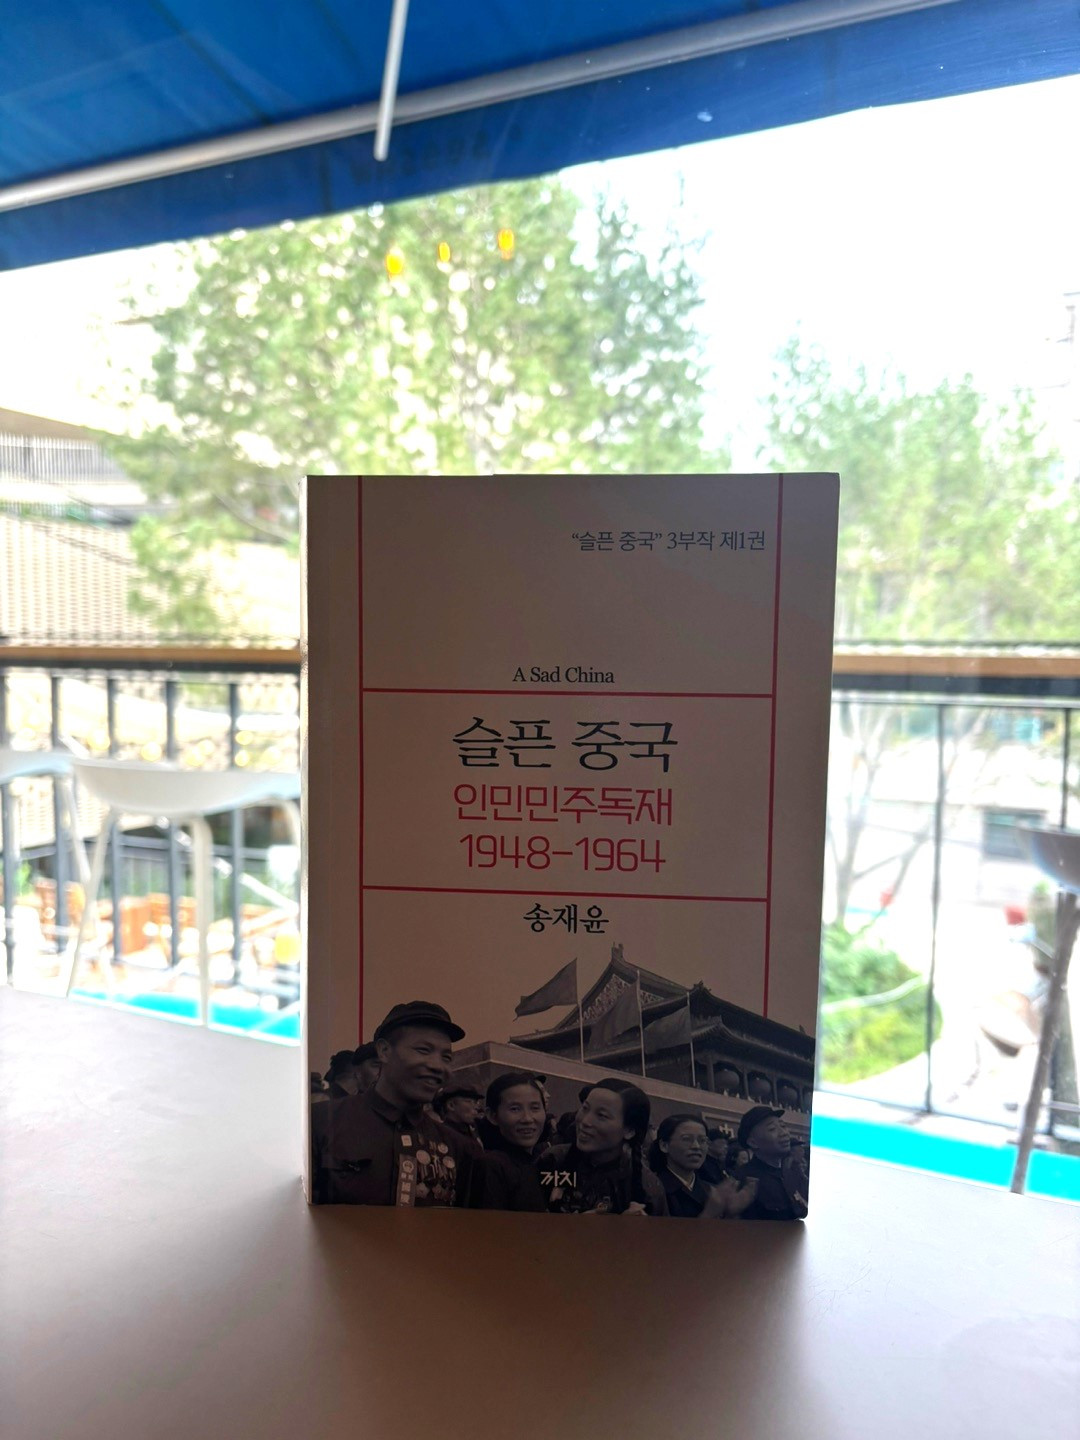 “슬픈 중국” 3부작 제1권
A Sad China
슬픈 중국
인민민주독재
1948-1964
송재윤
까치